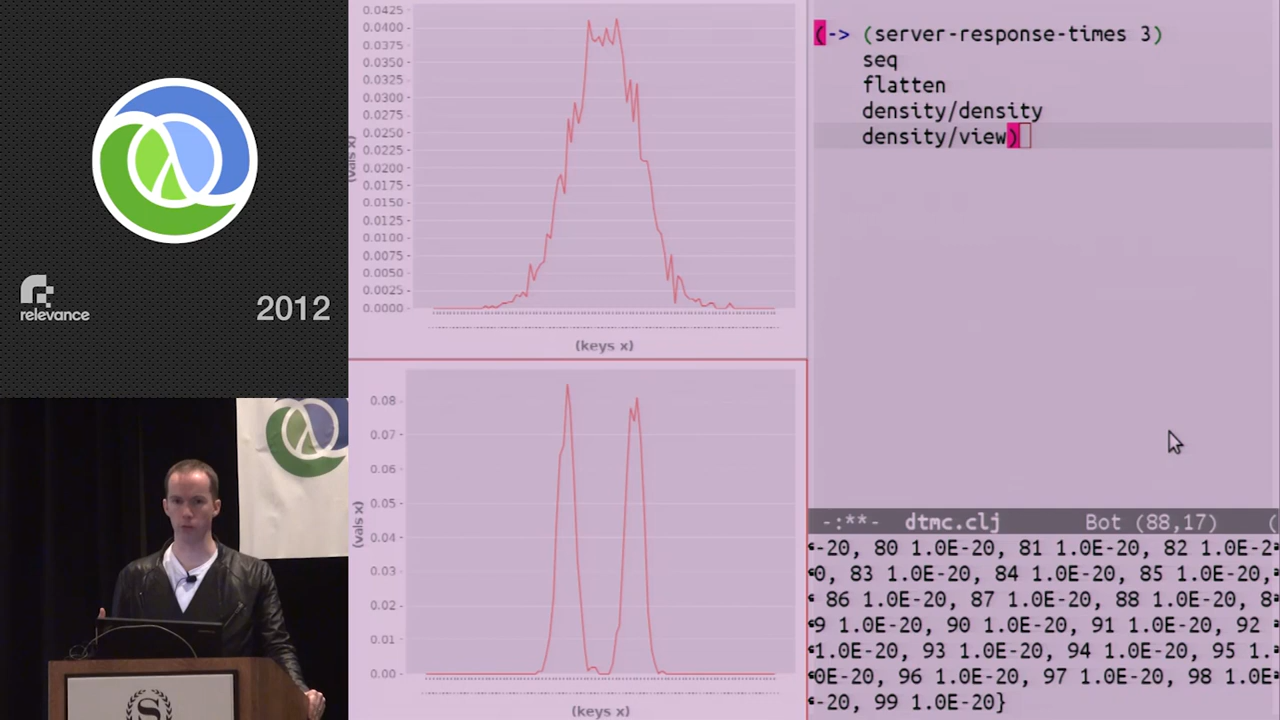 relevance
2012
0.0425
0.0400
0.0375
0.0350
0.0325
0.0300
0.0275
0.0250
0.0225
0.0200
0.0175
0.0150
0.0125
0.0100
0.0075
0.0050
0.0025
0.0000
(vals x)
(keys x)
0.08
0.07
0.06
0.05
0.04
0.03
0.02
0.01
0.00
(vals x)
(keys x)
(-> (server-response-times 3)
seq
flatten
density/density
density/view)
-:**- dtmc.clj Bot (88,17) (
-20, 80 1.0E-20, 81 1.0E-20, 82 1.0E-2
0, 83 1.0E-20, 84 1.0E-20, 85 1.0E-20,
86 1.0E-20, 87 1.0E-20, 88 1.0E-20, 8
9 1.0E-20, 90 1.0E-20, 91 1.0E-20, 92
1.0E-20, 93 1.0E-20, 94 1.0E-20, 95 1.
0E-20, 96 1.0E-20, 97 1.0E-20, 98 1.0E
-20, 99 1.0E-20}
S